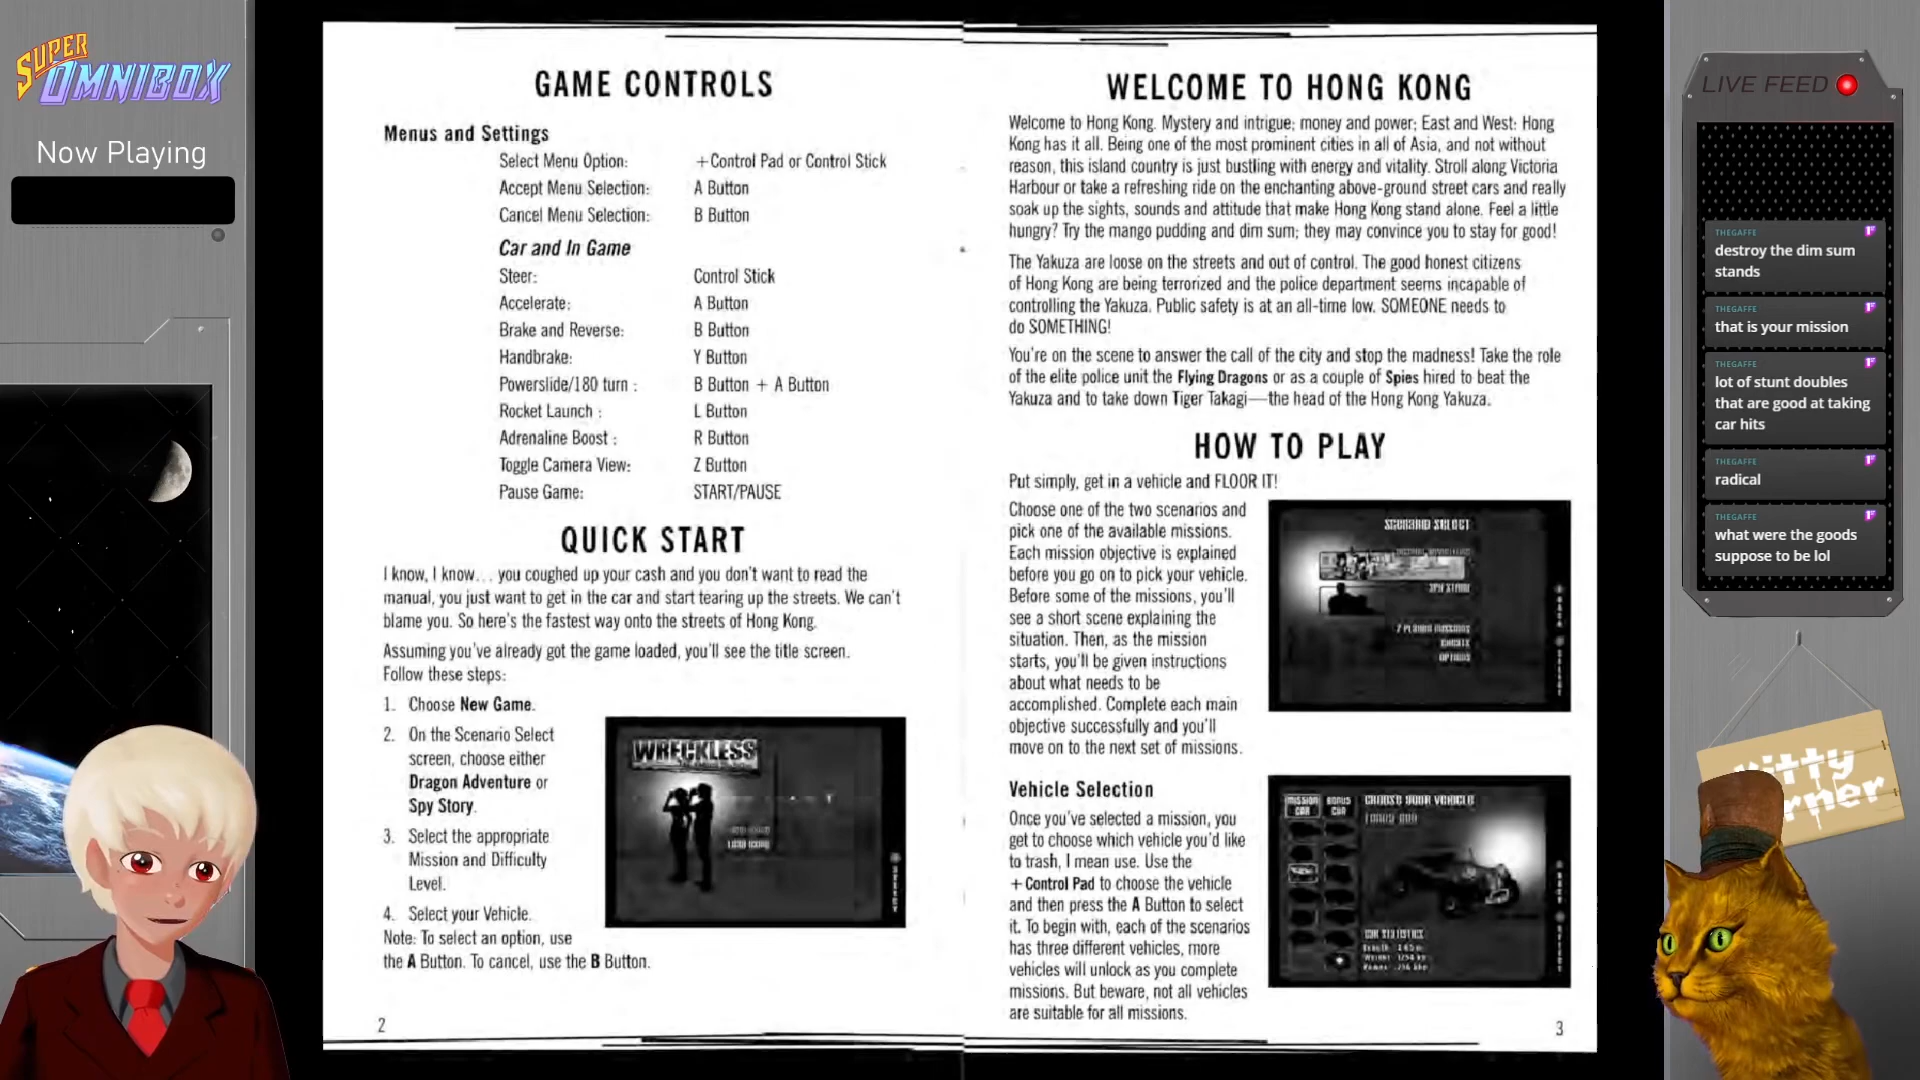 SUPER
OMNIBOX
Now Playing
GAME CONTROLS
Menus and Settings
Select Menu Option: +Control Pad or Control Stick
Accept Menu Selection: A Button
Cancel Menu Selection: B Button
Car and In Game
Steer: Control Stick
Accelerate: A Button
Brake and Reverse: B Button
Handbrake: Y Button
Powerslide/180 turn : B Button + A Button
Rocket Launch : L Button
Adrenaline Boost : R Button
Toggle Camera View: Z Button
Pause Game: START/PAUSE
QUICK START
I know, I know... you coughed up your cash and you don't want to read the
manual, you just want to get in the car and start tearing up the streets. We can't
blame you. So here's the fastest way onto the streets of Hong Kong.
Assuming you've already got the game loaded, you'll see the title screen.
Follow these steps:
1. Choose New Game.
2. On the Scenario Select
screen, choose either
Dragon Adventure or
Spy Story.
3. Select the appropriate
Mission and Difficulty
Level.
4. Select your Vehicle.
Note: To select an option, use
the A Button. To cancel, use the B Button.
WRECKLESS
SELECT
2
WELCOME TO HONG KONG
Welcome to Hong Kong. Mystery and intrigue; money and power; East and West: Hong
Kong has it all. Being one of the most prominent cities in all of Asia, and not without
reason, this island country is just bustling with energy and vitality. Stroll along Victoria
Harbour or take a refreshing ride on the enchanting above-ground street cars and really
soak up the sights, sounds and attitude that make Hong Kong stand alone. Feel a little
hungry? Try the mango pudding and dim sum; they may convince you to stay for good!
The Yakuza are loose on the streets and out of control. The good honest citizens
of Hong Kong are being terrorized and the police department seems incapable of
controlling the Yakuza. Public safety is at an all-time low. SOMEONE needs to
do SOMETHING!
You're on the scene to answer the call of the city and stop the madness! Take the role
of the elite police unit the Flying Dragons or as a couple of Spies hired to beat the
Yakuza and to take down Tiger Takagi—the head of the Hong Kong Yakuza.
HOW TO PLAY
Put simply, get in a vehicle and FLOOR IT!
Choose one of the two scenarios and
pick one of the available missions.
Each mission objective is explained
before you go on to pick your vehicle.
Before some of the missions, you'll
see a short scene explaining the
situation. Then, as the mission
starts, you'll be given instructions
about what needs to be
accomplished. Complete each main
objective successfully and you'll
move on to the next set of missions.
SCENARIO SELECT
SPY STORY
OPTIONS
Vehicle Selection
Once you've selected a mission, you
get to choose which vehicle you'd like
to trash, I mean use. Use the
+Control Pad to choose the vehicle
and then press the A Button to select
it. To begin with, each of the scenarios
has three different vehicles, more
vehicles will unlock as you complete
missions. But beware, not all vehicles
are suitable for all missions.
MISSION CAR
BONUS CAR
CHOOSE YOUR VEHICLE
CAR STATISTICS
3
LIVE FEED
THEGAFFE
destroy the dim sum
stands
THEGAFFE
that is your mission
THEGAFFE
lot of stunt doubles
that are good at taking
car hits
THEGAFFE
radical
THEGAFFE
what were the goods
suppose to be lol